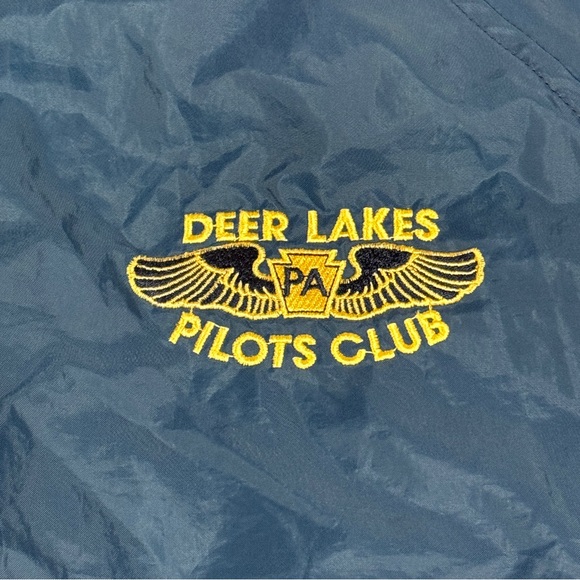 DEER LAKES
PA
PILOTS CLUB